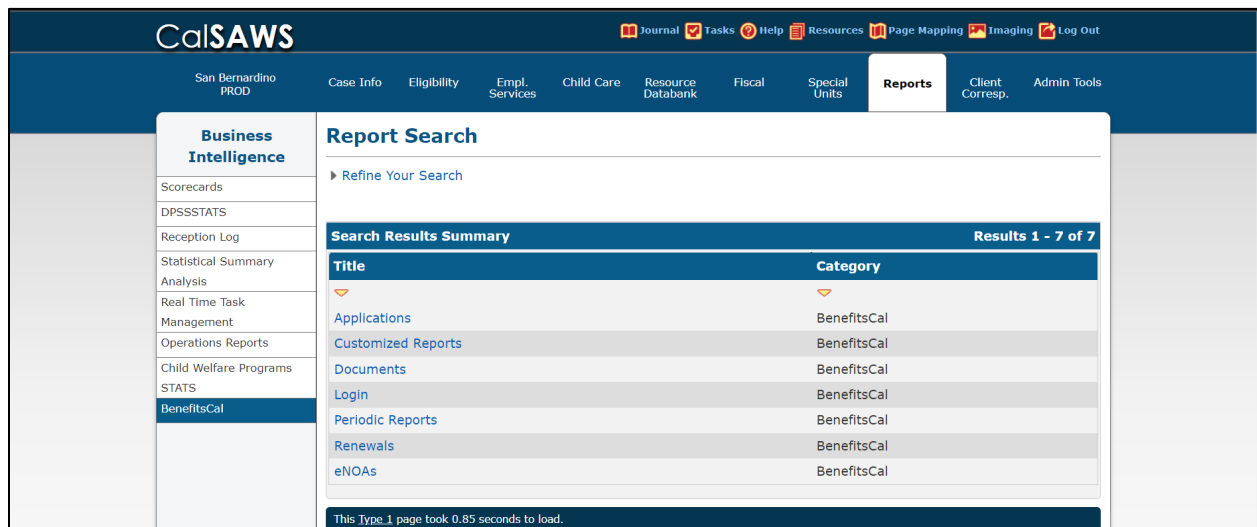 CalSAWS
Journal Tasks Help Resources Page Mapping Imaging Log Out
San Bernardino
PROD
Case Info
Eligibility
Empl.
Services
Child Care
Resource
Databank
Fiscal
Special
Units
Reports
Client
Corresp.
Admin Tools
Business
Intelligence
Scorecards
DPSSSTATS
Reception Log
Statistical Summary
Analysis
Real Time Task
Management
Operations Reports
Child Welfare Programs
STATS
BenefitsCal
Report Search
Refine Your Search
Search Results Summary Results 1 - 7 of 7
Title Category
Applications BenefitsCal
Customized Reports BenefitsCal
Documents BenefitsCal
Login BenefitsCal
Periodic Reports BenefitsCal
Renewals BenefitsCal
eNOAs BenefitsCal
This Type 1 page took 0.85 seconds to load.